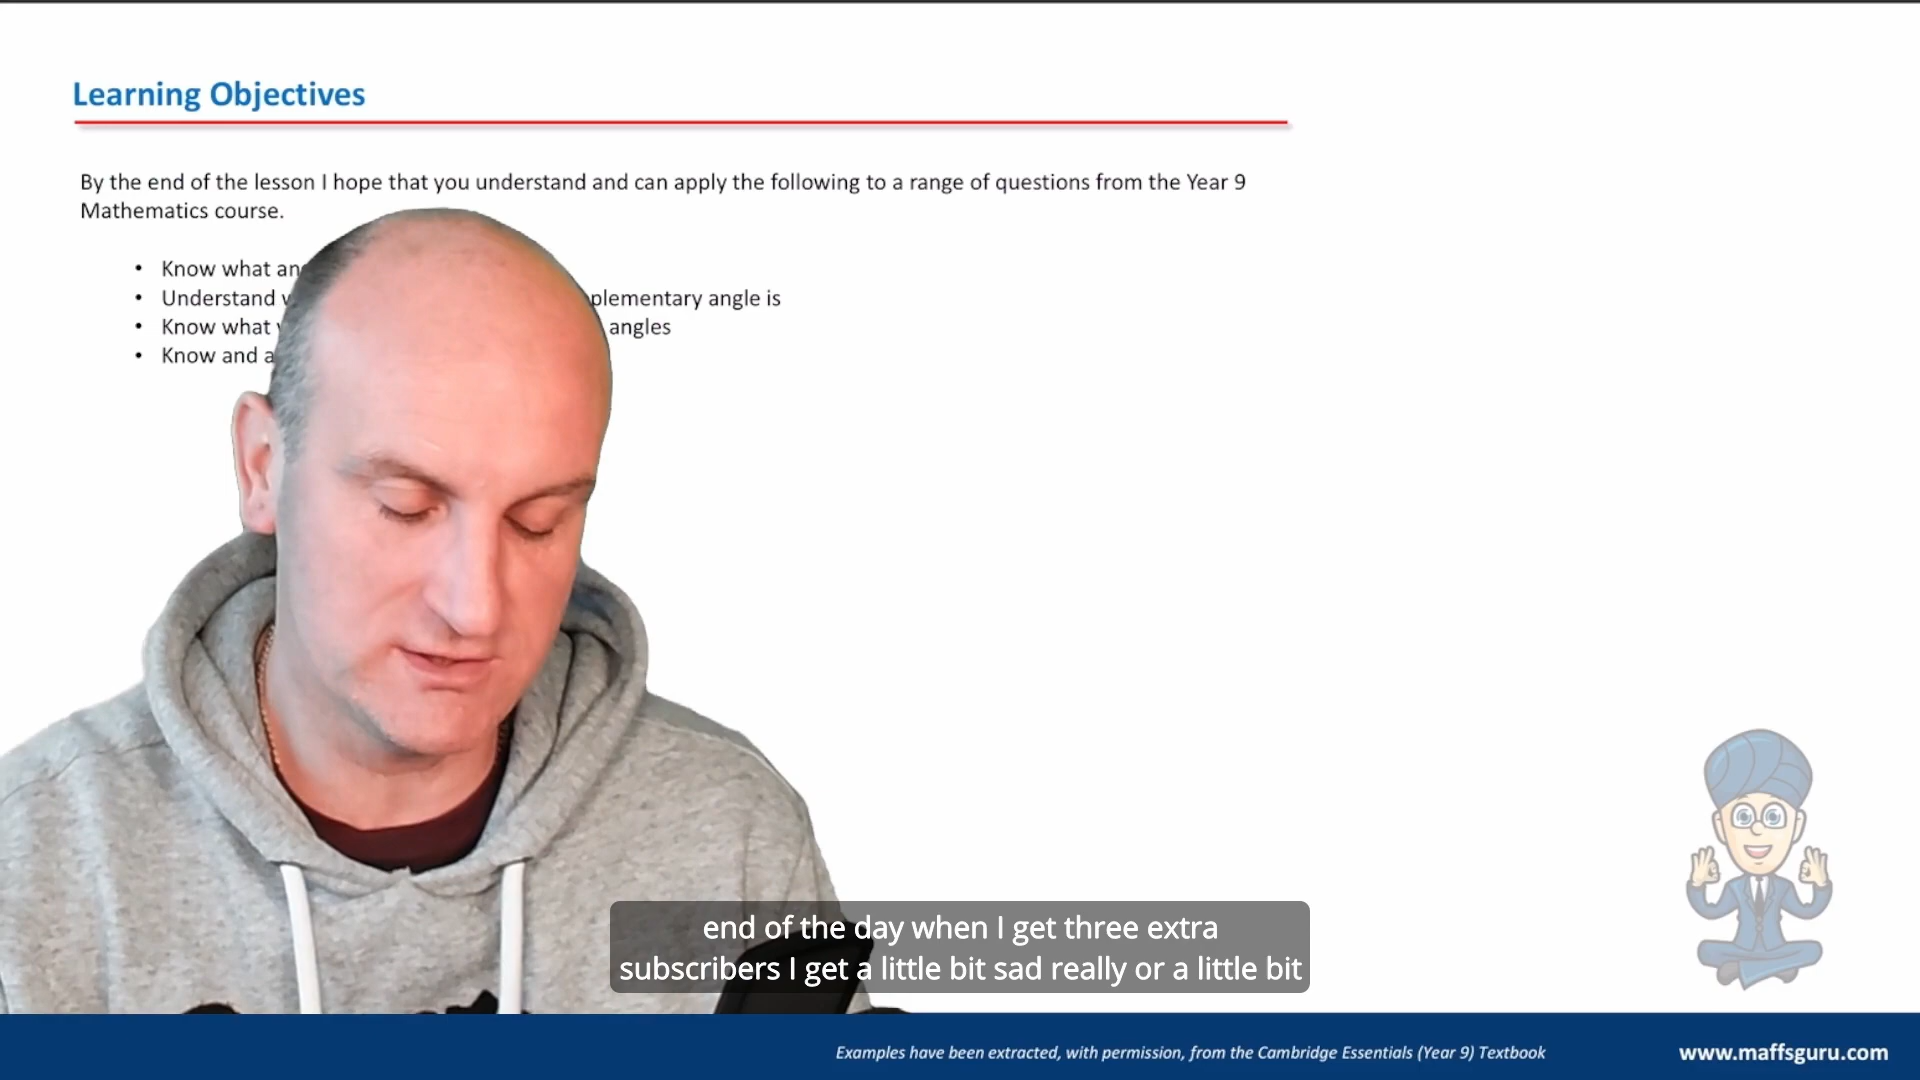 Learning Objectives
By the end of the lesson I hope that you understand and can apply the following to a range of questions from the Year 9
Mathematics course.
• Know what
• Understand plementary angle is
• Know what angles
• Know and
end of the day when I get three extra
subscribers I get a little bit sad really or a little bit
Examples have been extracted, with permission, from the Cambridge Essentials (Year 9) Textbook
www.maffsguru.com